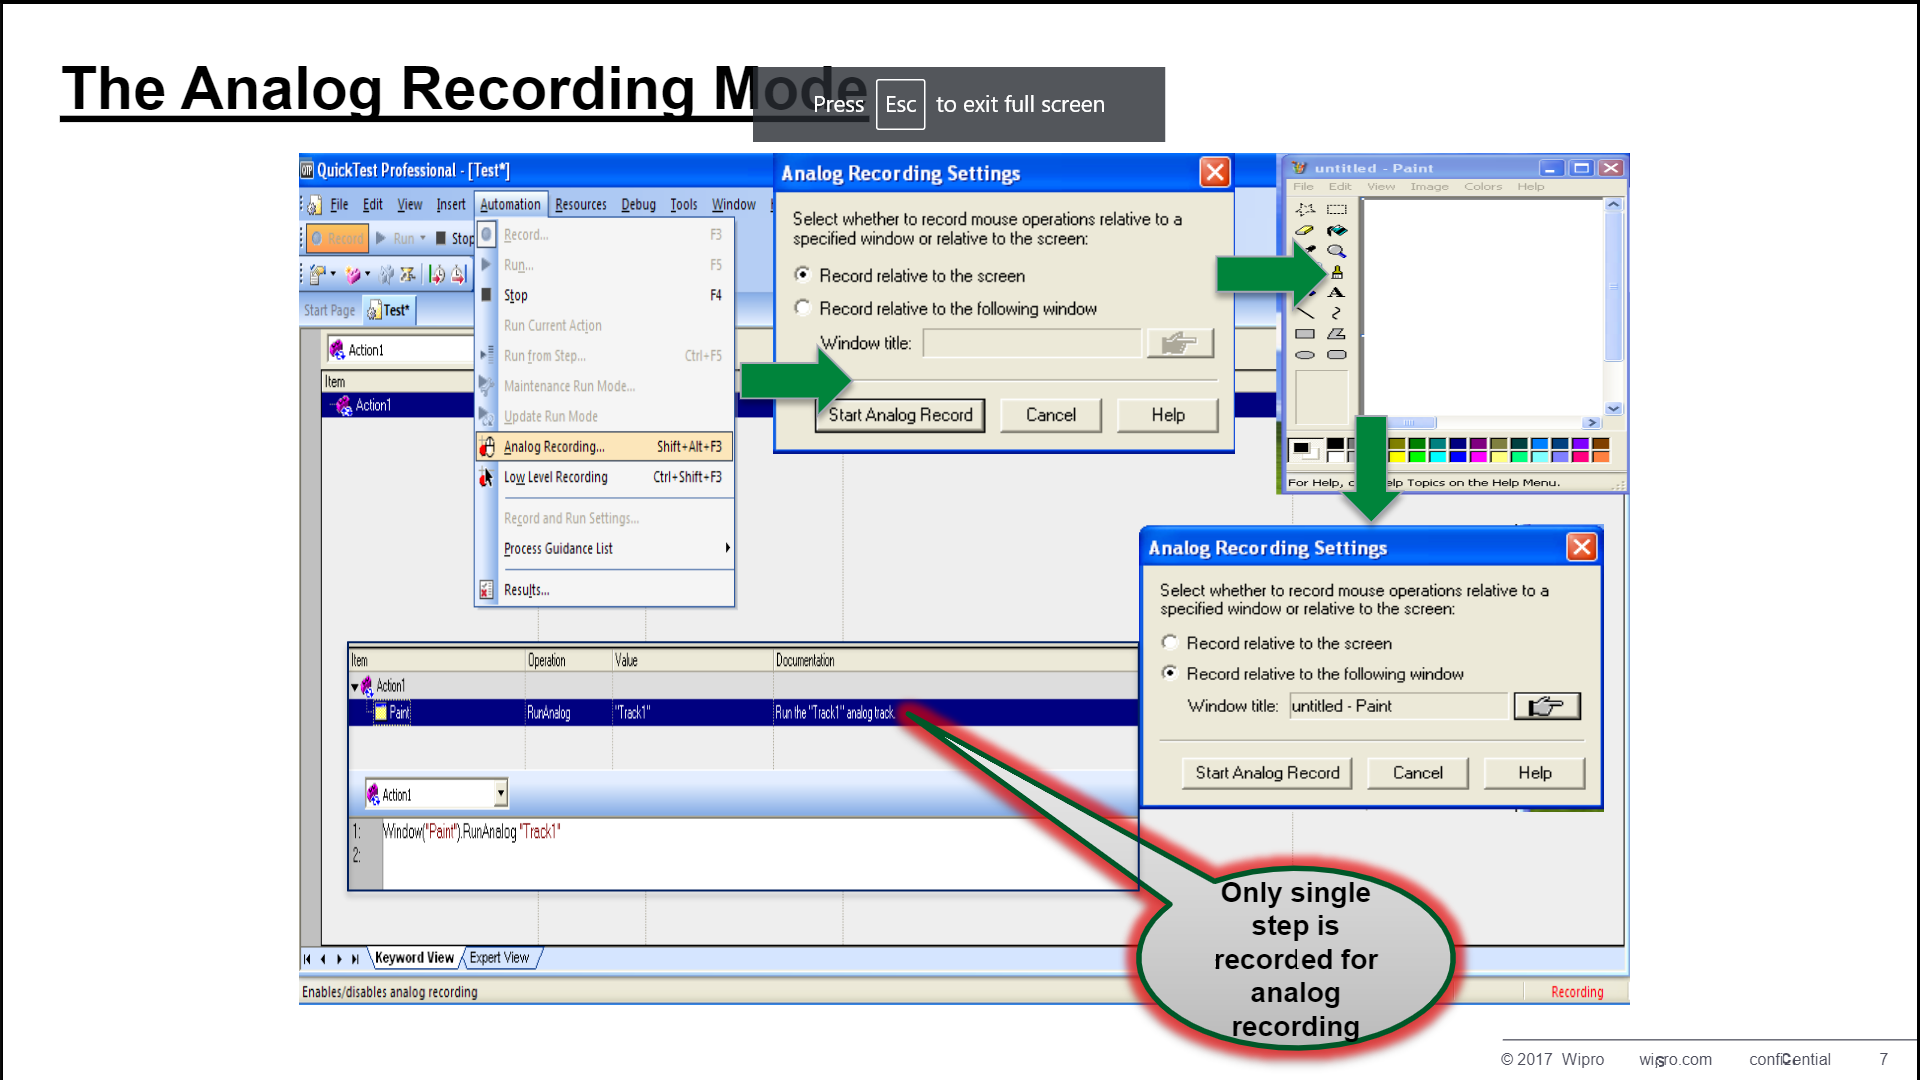 The Analog Recording Mode
Press Esc to exit full screen
QuickTest Professional - [Test*]
File Edit View Insert Automation Resources Debug Tools Window
Record Run Stop
Start Page Test*
Action1
Item
Action1
Record... F3
Run... F5
Stop F4
Run Current Action
Run from Step... Ctrl+F5
Maintenance Run Mode...
Update Run Mode
Analog Recording... Shift+Alt+F3
Low Level Recording Ctrl+Shift+F3
Record and Run Settings...
Process Guidance List
Results...
Analog Recording Settings
Select whether to record mouse operations relative to a
specified window or relative to the screen:
Record relative to the screen
Record relative to the following window
Window title:
Start Analog Record Cancel Help
untitled - Paint
File Edit View Image Colors Help
For Help, c elp Topics on the Help Menu.
Analog Recording Settings
Select whether to record mouse operations relative to a
specified window or relative to the screen:
Record relative to the screen
Record relative to the following window
Window title: untitled - Paint
Start Analog Record Cancel Help
Item Operation Value Documentation
Action1
Paint RunAnalog "Track1" Run the "Track1" analog track.
Action1
1: Window("Paint").RunAnalog "Track1"
2:
Only single
step is
recorded for
analog
recording
Keyword View Expert View
Enables/disables analog recording Recording
© 2017 Wipro wipro.com confidential 7